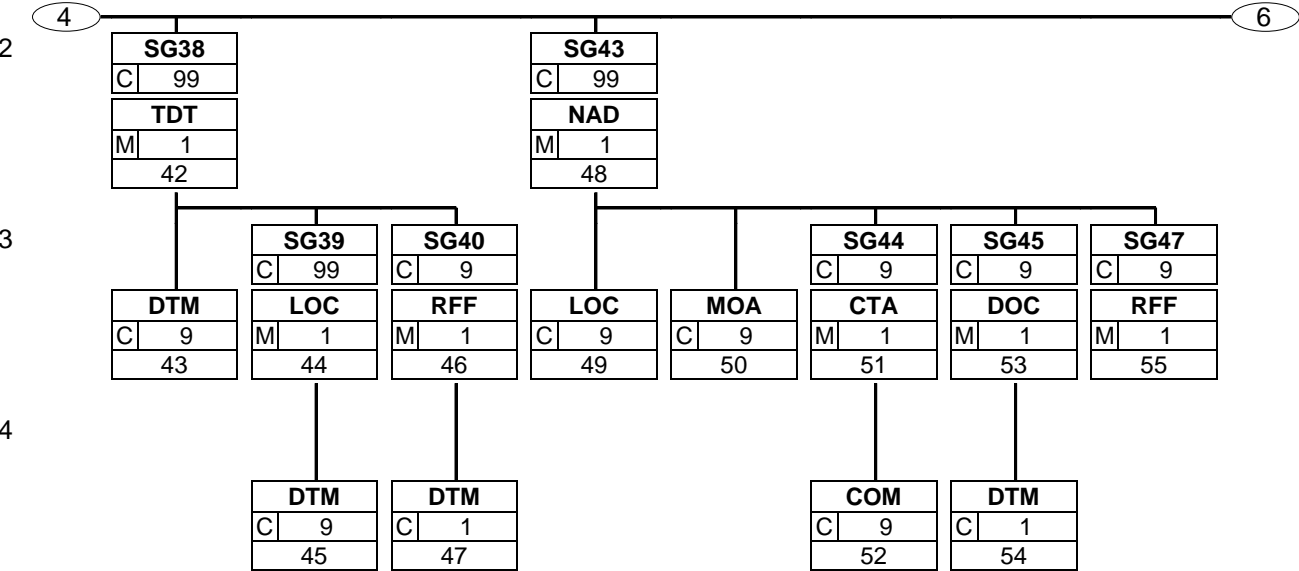 4 6
2 SG38 SG43
C 99 C 99
TDT NAD
M 1 M 1
42 48
3 SG39 SG40 SG44 SG45 SG47
C 99 C 9 C 9 C 9 C 9
DTM LOC RFF LOC MOA CTA DOC RFF
C 9 M 1 M 1 C 9 C 9 M 1 M 1 M 1
43 44 46 49 50 51 53 55
4
DTM DTM COM DTM
C 9 C 1 C 9 C 1
45 47 52 54